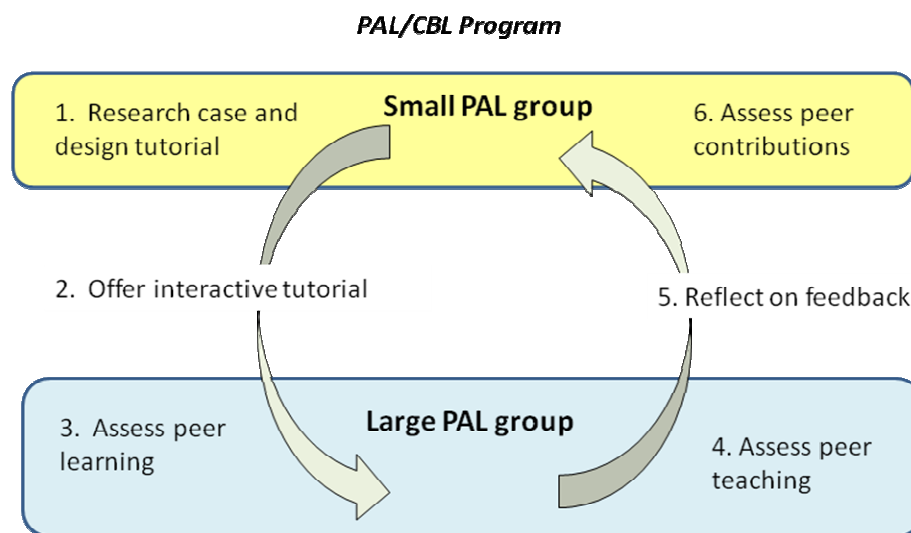 PAL/CBL Program
Small PAL group
1. Research case and
design tutorial
6. Assess peer
contributions
2. Offer interactive tutorial
5. Reflect on feedback
Large PAL group
3. Assess peer
learning
4. Assess peer
teaching